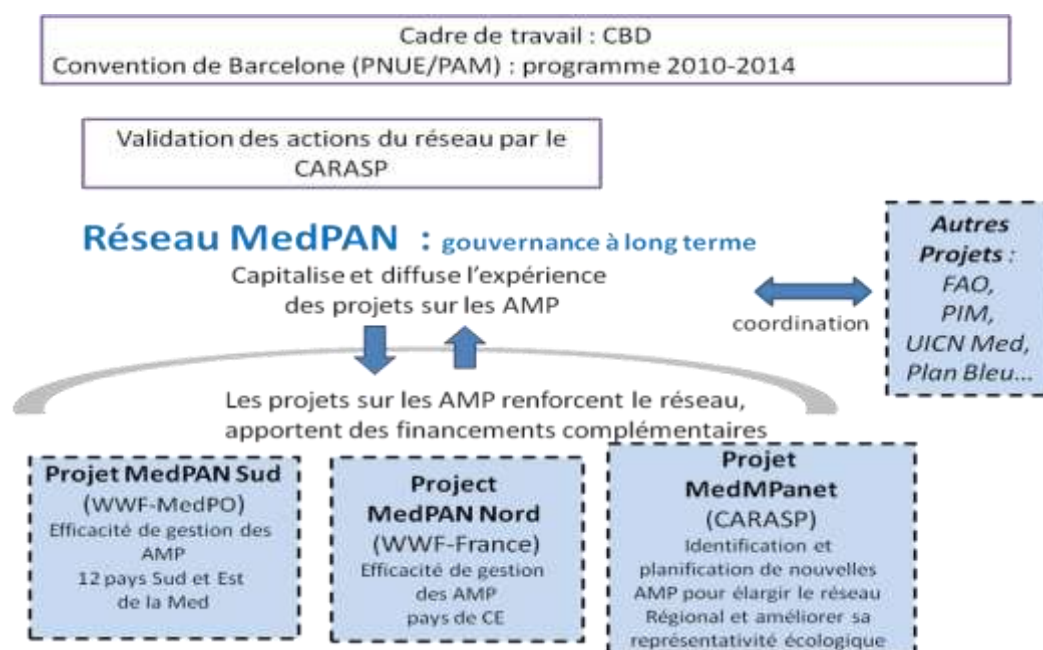 Cadre de travail : CBD
Convention de Barcelone (PNUE/PAM) : programme 2010-2014
Validation des actions du réseau par le
CARASP
Réseau MedPAN : gouvernance à long terme
Capitalise et diffuse l'expérience
des projets sur les AMP
coordination
Autres
Projets :
FAO,
PIM,
UICN Med,
Plan Bleu...
Les projets sur les AMP renforcent le réseau,
apportent des financements complémentaires
Projet MedPAN Sud
(WWF-MedPO)
Efficacité de gestion des
AMP
12 pays Sud et Est
de la Med
Project
MedPAN Nord
(WWF-France)
Efficacité de gestion
des AMP
pays de CE
Projet
MedMPanet
(CARASP)
Identification et
planification de nouvelles
AMP pour élargir le réseau
Régional et améliorer sa
représentativité écologique